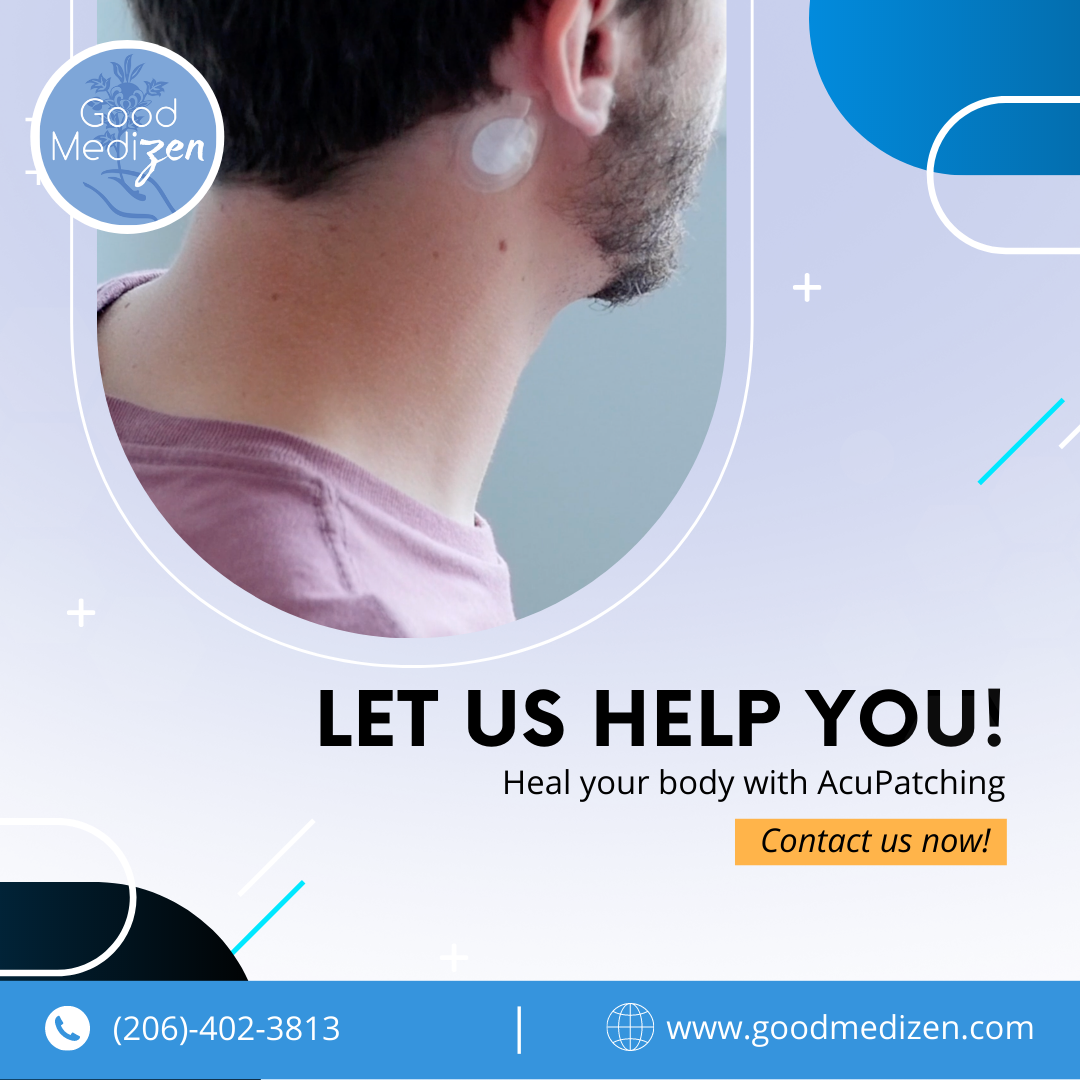 Good
Medizen
LET US HELP YOU!
Heal your body with AcuPatching
Contact us now!
(206)-402-3813 | www.goodmedizen.com